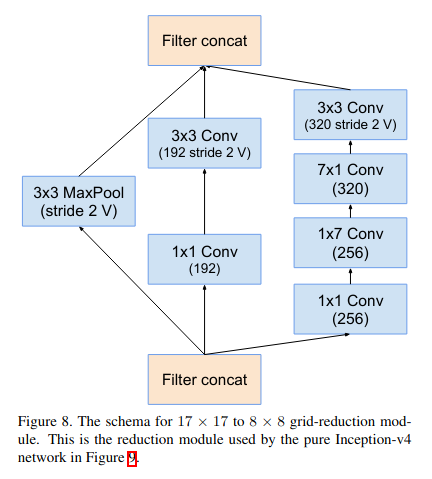 Filter concat
3x3 Conv
(320 stride 2 V)
3x3 Conv
(192 stride 2 V)
7x1 Conv
(320)
3x3 MaxPool
(stride 2 V)
1x7 Conv
(256)
1x1 Conv
(192)
1x1 Conv
(256)
Filter concat
Figure 8. The schema for 17 × 17 to 8 × 8 grid-reduction mod-
ule. This is the reduction module used by the pure Inception-v4
network in Figure 9.